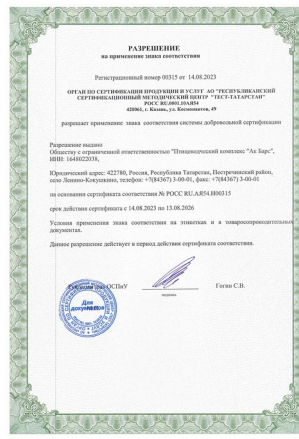 РАЗРЕШЕНИЕ
на применение знака соответствия
Регистрационный номер 00315 от 14.08.2023
ОРГАН ПО СЕРТИФИКАЦИИ ПРОДУКЦИИ И УСЛУГ АО "РЕСПУБЛИКАНСКИЙ
СЕРТИФИКАЦИОННЫЙ МЕТОДИЧЕСКИЙ ЦЕНТР "ТЕСТ-ТАТАРСТАН"
РОСС RU.0001.10АЯ54
420061, г. Казань, ул. Космонавтов, 49
разрешает применение знака соответствия системы добровольной сертификации
Разрешение выдано
Обществу с ограниченной ответственностью "Птицеводческий комплекс "Ак Барс",
ИНН: 1648022038,
Юридический адрес: 422780, Россия, Республика Татарстан, Пестречинский район,
село Ленино-Кокушкино, телефон: +7(84367) 3-00-01, факс: +7(84367) 3-00-01
на основания сертификата соответствия № РОСС RU.АЯ54.Н00315
срок действия сертификата с 14.08.2023 по 13.08.2026
Условия применения знака соответствия на этикетках и в товаросопроводительных
документах.
Данное разрешение действует в период действия сертификата соответствия.
ОСПиУ
Гогин С.В.
подпись
Для
документов